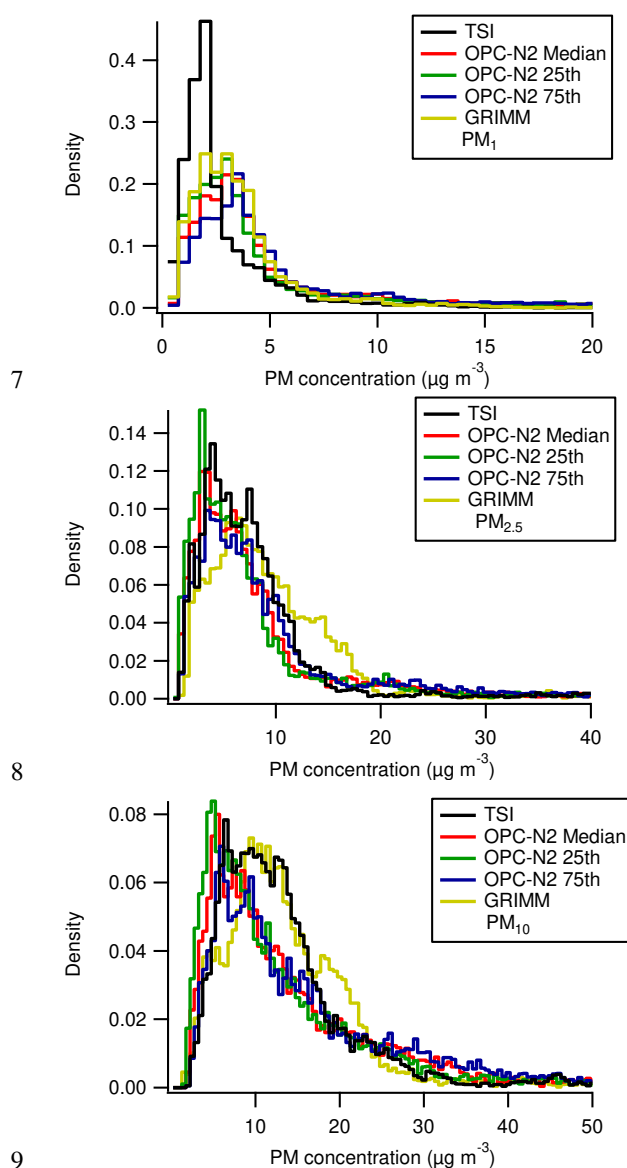 TSI
OPC-N2 Median
OPC-N2 25th
OPC-N2 75th
GRIMM
PM1
0.4
0.3
0.2
0.1
0.0
Density
0 5 10 15 20
PM concentration (µg m-3)
7
TSI
OPC-N2 Median
OPC-N2 25th
OPC-N2 75th
GRIMM
PM2.5
0.14
0.12
0.10
0.08
0.06
0.04
0.02
0.00
Density
10 20 30 40
PM concentration (µg m-3)
8
TSI
OPC-N2 Median
OPC-N2 25th
OPC-N2 75th
GRIMM
PM10
0.08
0.06
0.04
0.02
0.00
Density
10 20 30 40 50
PM concentration (µg m-3)
9